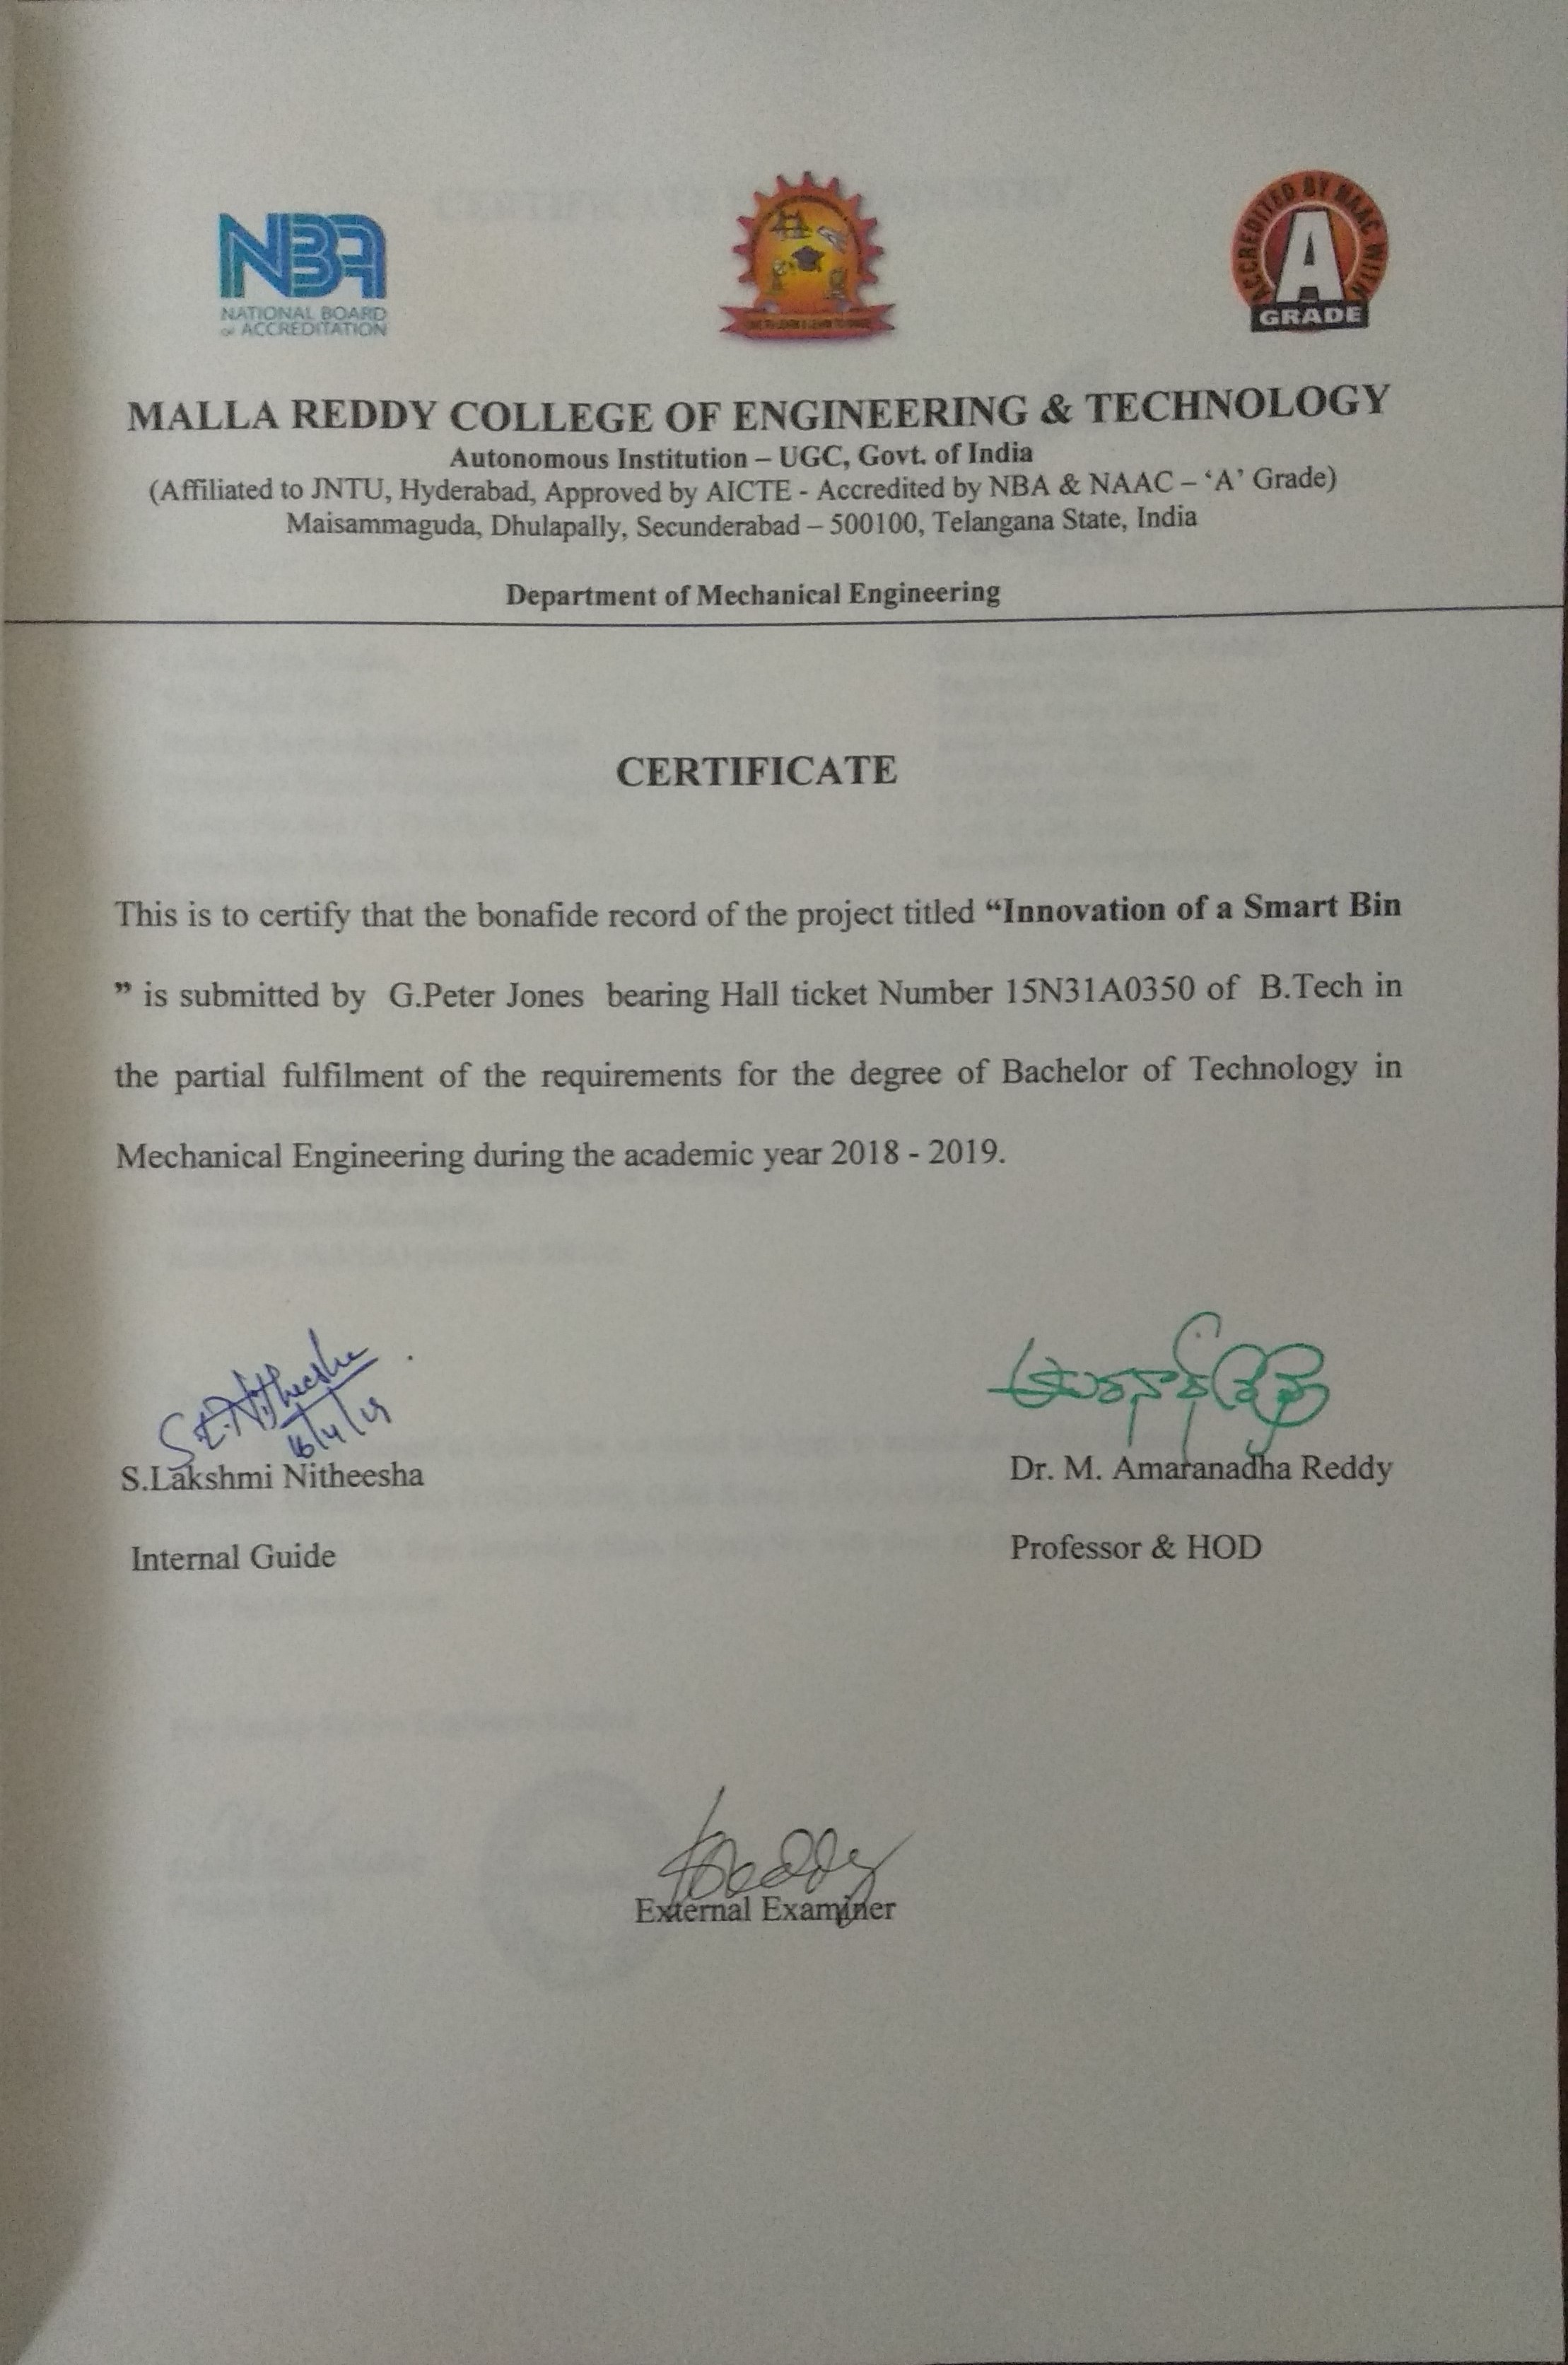 NBA
NATIONAL BOARD
of ACCREDITATION
ACCREDITED BY NAAC WITH
A
GRADE
MALLA REDDY COLLEGE OF ENGINEERING & TECHNOLOGY
Autonomous Institution – UGC, Govt. of India
(Affiliated to JNTU, Hyderabad, Approved by AICTE - Accredited by NBA & NAAC – ‘A’ Grade)
Maisammaguda, Dhulapally, Secunderabad – 500100, Telangana State, India
Department of Mechanical Engineering
CERTIFICATE
This is to certify that the bonafide record of the project titled “Innovation of a Smart Bin
” is submitted by G.Peter Jones bearing Hall ticket Number 15N31A0350 of B.Tech in
the partial fulfilment of the requirements for the degree of Bachelor of Technology in
Mechanical Engineering during the academic year 2018 - 2019.
S.L.Nitheesha
16/4/19
S.Lakshmi Nitheesha
Dr. M. Amaranadha Reddy
Internal Guide
Professor & HOD
External Examiner